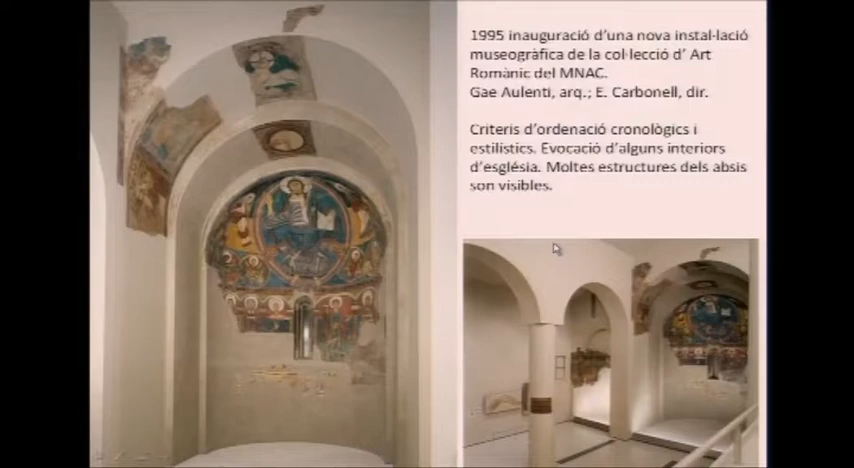 1995 inauguració d'una nova instal·lació
museogràfica de la col·lecció d' Art
Romànic del MNAC.
Gae Aulenti, arq.; E. Carbonell, dir.
Criteris d'ordenació cronològics i
estilístics. Evocació d'alguns interiors
d'església. Moltes estructures dels absis
son visibles.